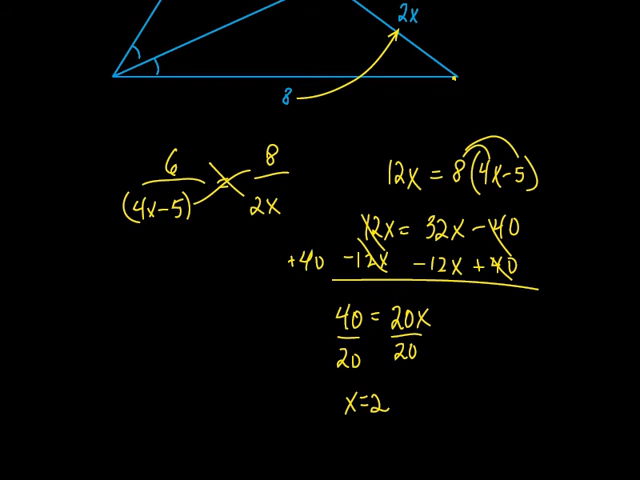 2x
8
6/(4x-5) = 8/2x
12x = 8(4x-5)
12x = 32x - 40
+40 -12x -12x +40
40/20 = 20x/20
x=2